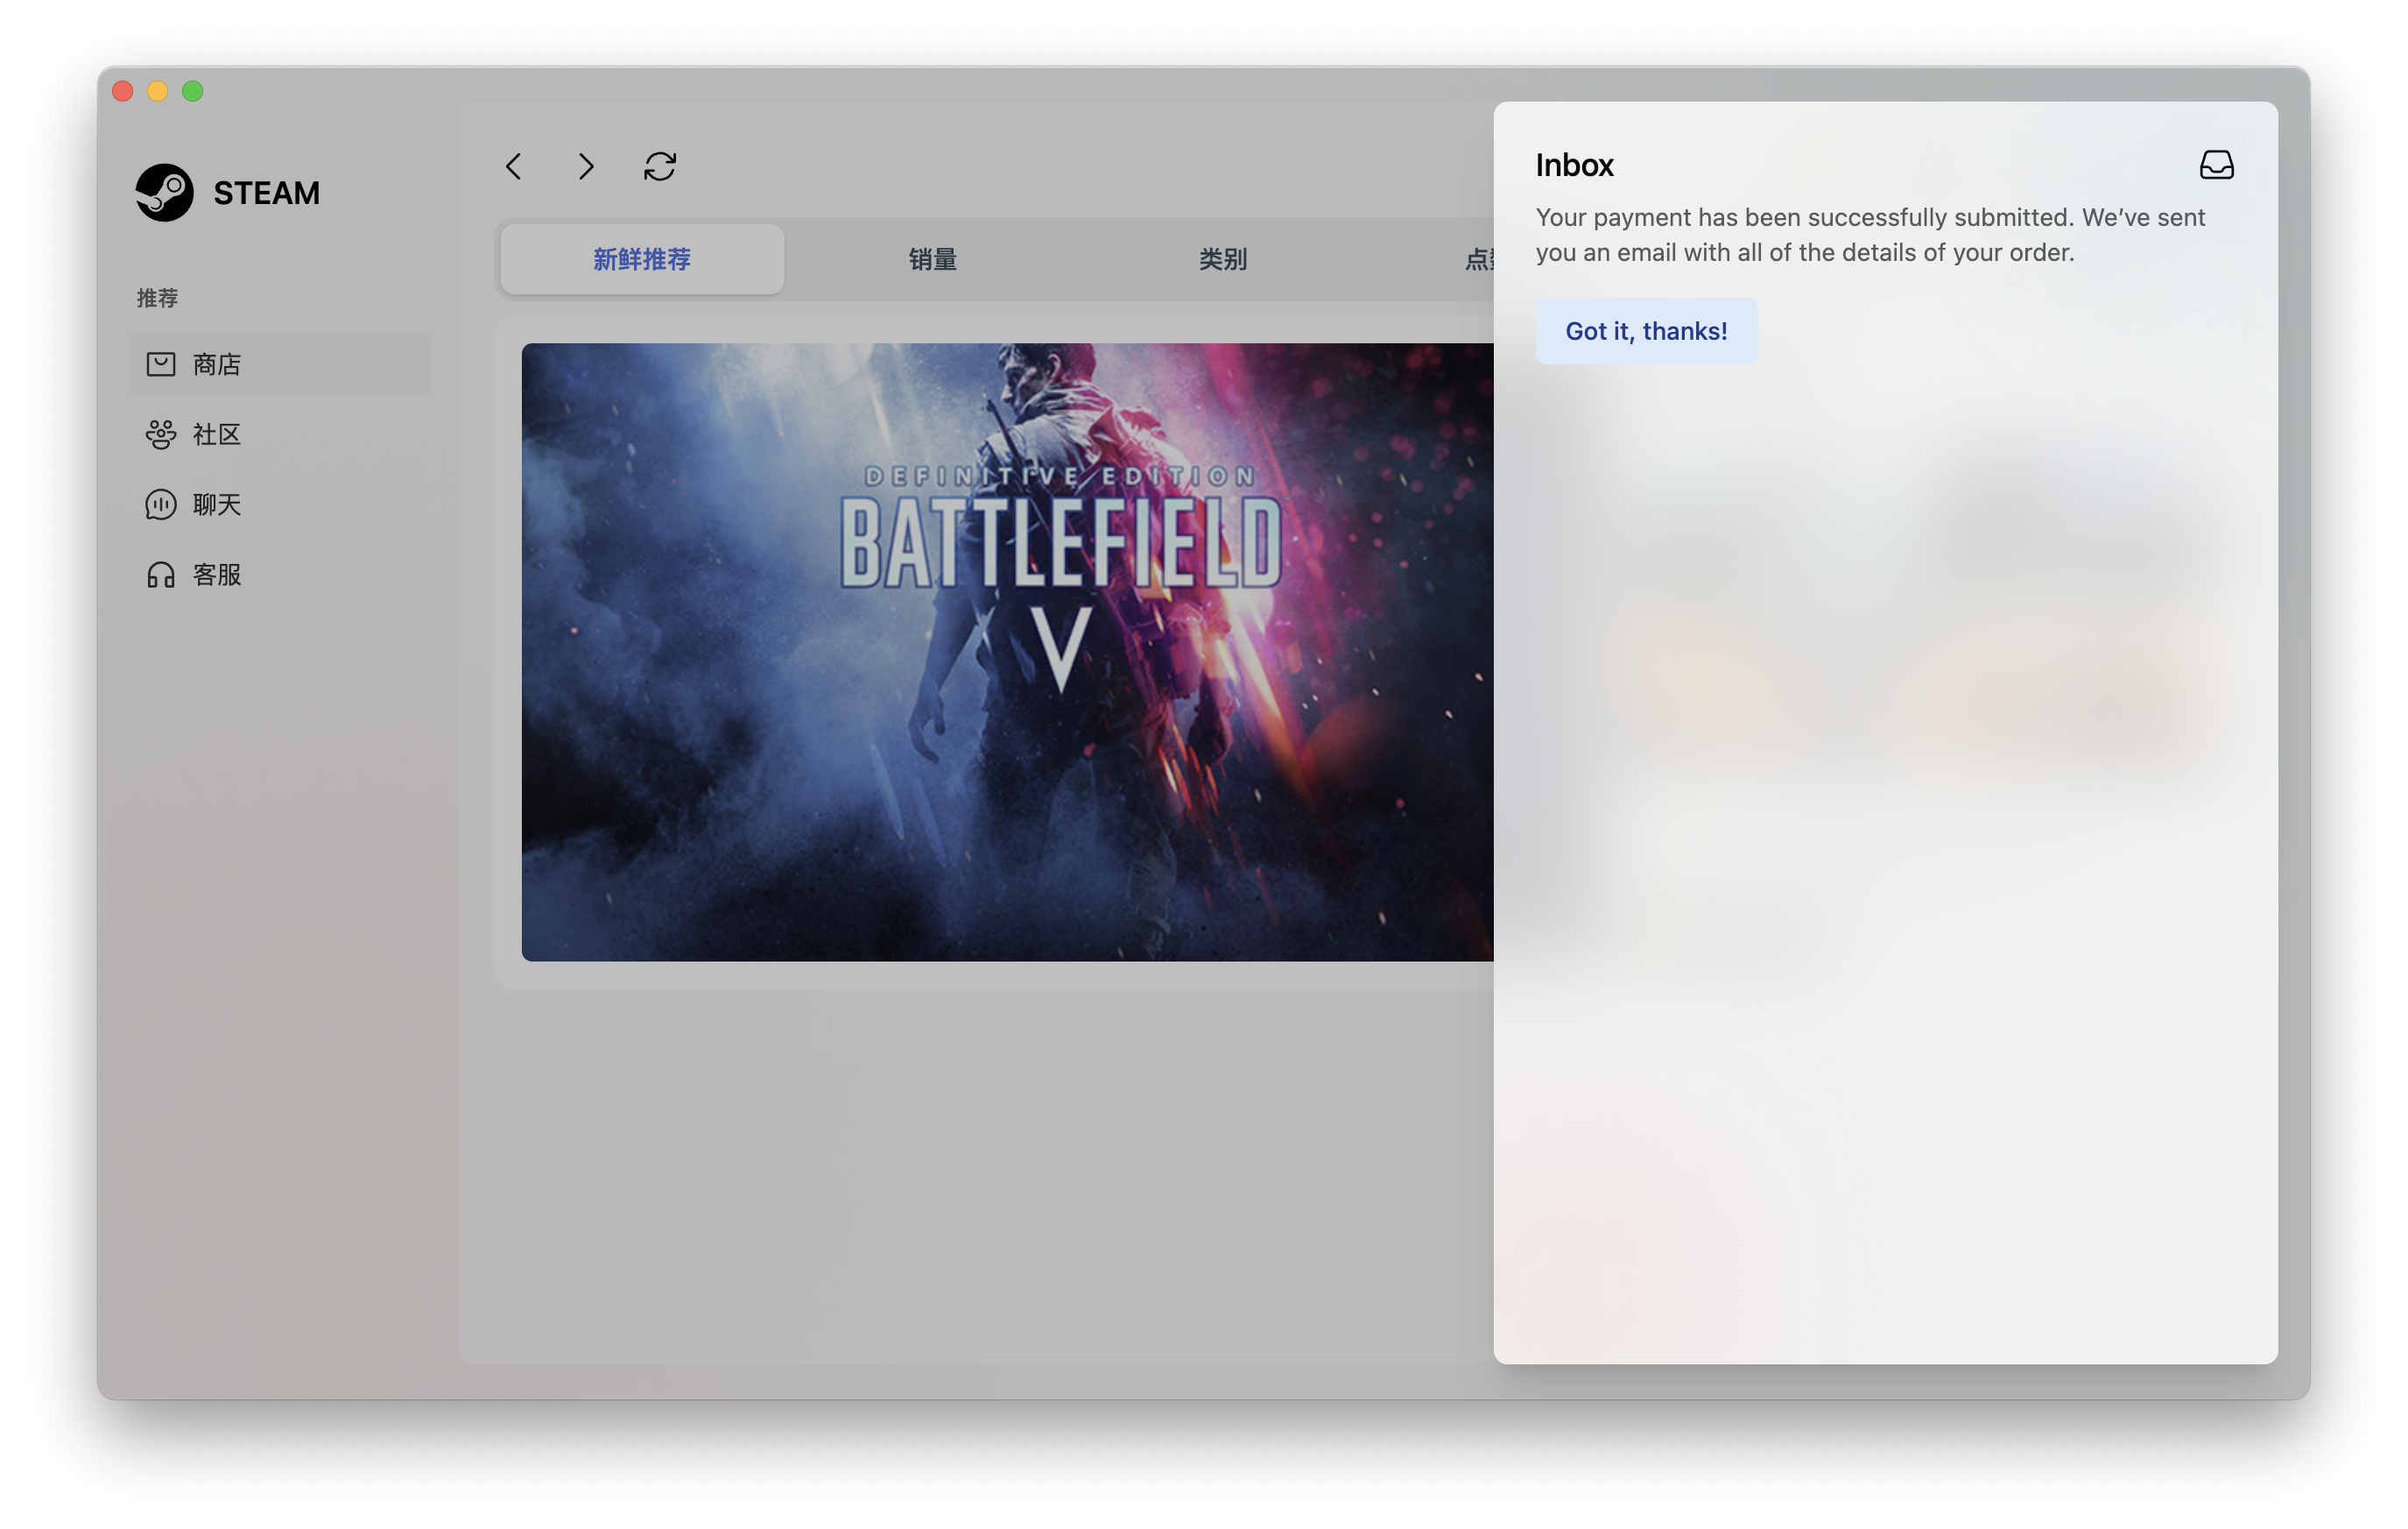 STEAM
推荐
商店
社区
聊天
客服
新鲜推荐
销量
类别
点
DEFINITIVE EDITION
BATTLEFIELD
V
Inbox
Your payment has been successfully submitted. We’ve sent
you an email with all of the details of your order.
Got it, thanks!